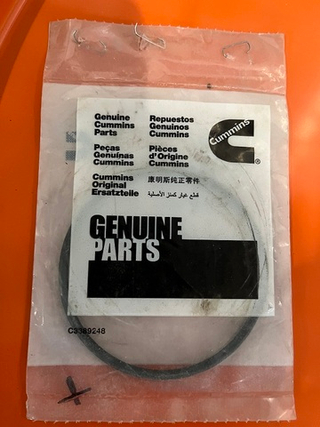 Genuine
Cummins
Parts
Repuestos
Genuinos
Cummins
Cummins
Peças
Genuínas
Cummins
Pièces
d'Origine
Cummins
Cummins
Original
Ersatzteile
康明斯纯正零件
قطع غيار كمنز الأصلية
GENUINE
PARTS
C3399248